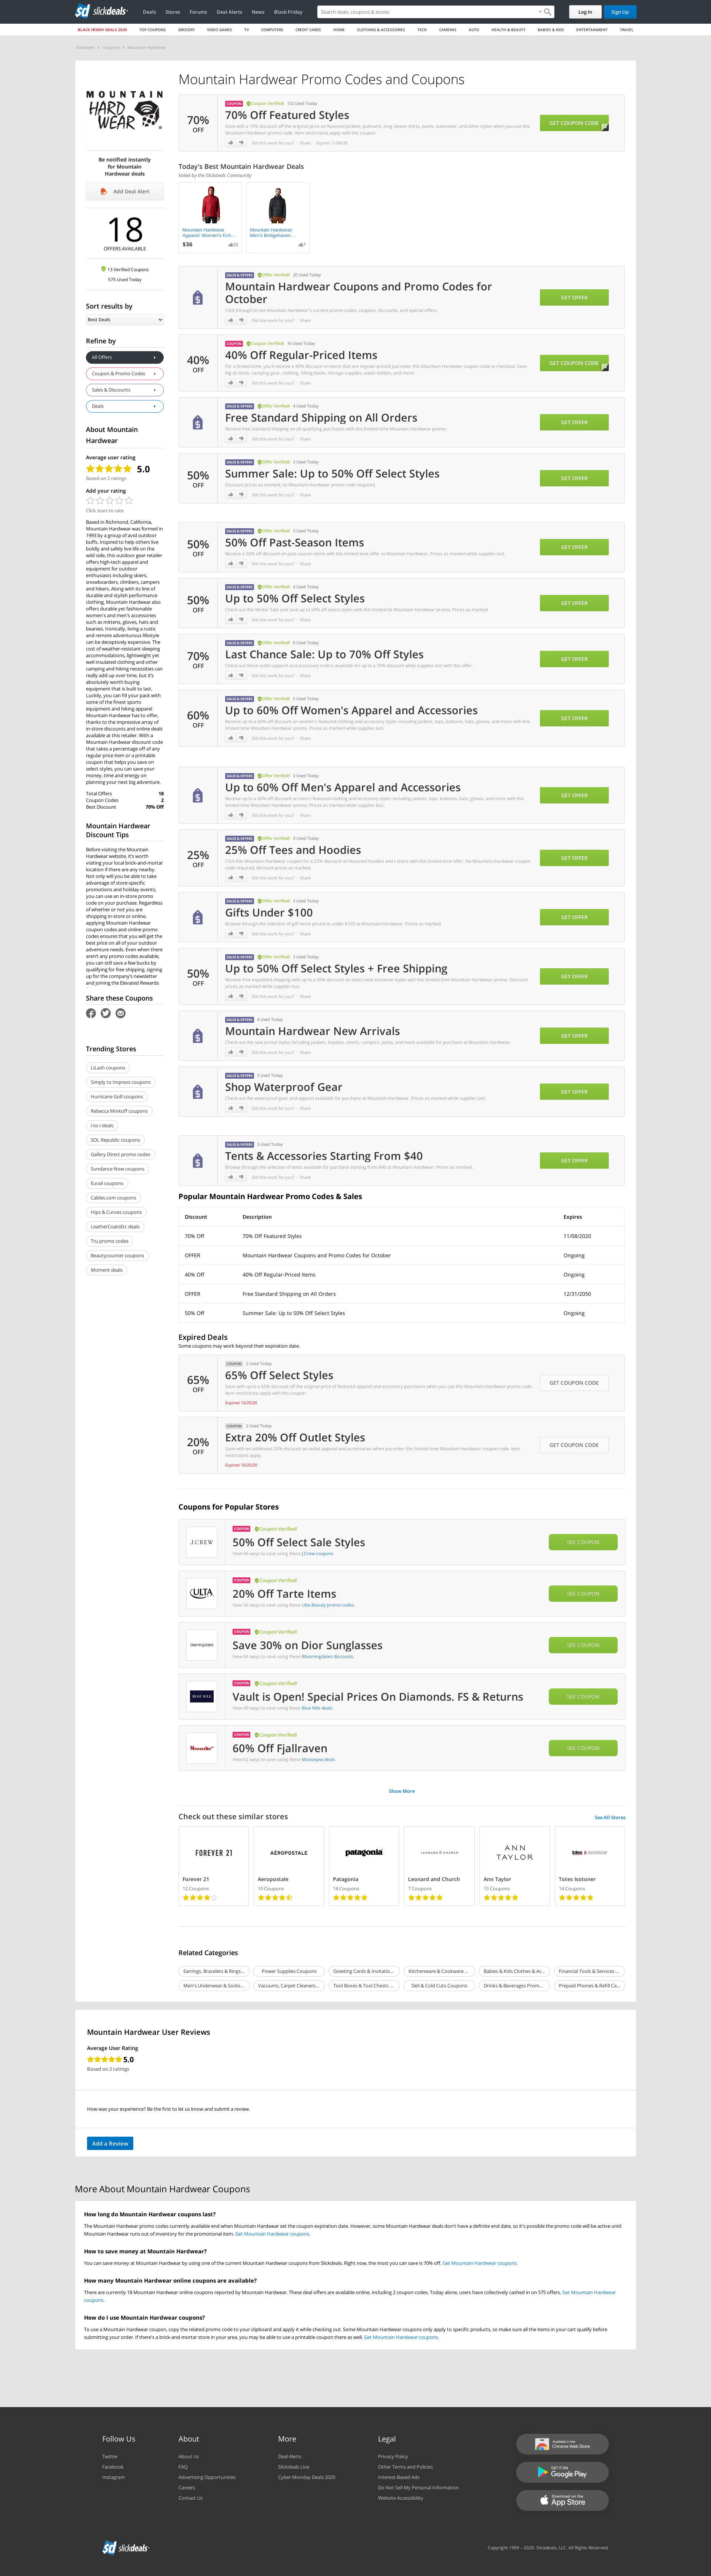 slickdeals
Deals Stores Forums Deal Alerts News Black Friday
Search deals, coupons & stores
Log In Sign Up
BLACK FRIDAY DEALS 2020 TOP COUPONS GROCERY VIDEO GAMES TV COMPUTERS CREDIT CARDS HOME CLOTHING & ACCESSORIES TECH CAMERAS AUTO HEALTH & BEAUTY BABIES & KIDS ENTERTAINMENT TRAVEL
Slickdeals > Coupons > Mountain Hardwear
MOUNTAIN HARD WEAR
Be notified instantly
for Mountain
Hardwear deals
Add Deal Alert
18
OFFERS AVAILABLE
13 Verified Coupons
575 Used Today
Sort results by
Best Deals
Refine by
All Offers +
Coupon & Promo Codes +
Sales & Discounts +
Deals +
About Mountain
Hardwear
Average user rating
5.0
Based on 2 ratings
Add your rating
Click stars to rate
Based in Richmond, California,
Mountain Hardwear was formed in
1993 by a group of avid outdoor
buffs. Inspired to help others live
boldly and safely live life on the
wild side, this outdoor gear retailer
offers high-tech apparel and
equipment for outdoor
enthusiasts including skiers,
snowboarders, climbers, campers
and hikers. Along with its line of
durable and stylish performance
clothing, Mountain Hardwear also
offers durable yet fashionable
women's and men's accessories
such as mittens, gloves, hats and
beanies. Ironically, living a rustic
and remote adventurous lifestyle
can be deceptively expensive. The
cost of weather-resistant sleeping
accommodations, lightweight yet
well insulated clothing and other
camping and hiking necessities can
really add up over time, but it's
absolutely worth buying
equipment that is built to last.
Luckily, you can fill your pack with
some of the finest sports
equipment and hiking apparel
Mountain Hardwear has to offer,
thanks to the impressive array of
in-store discounts and online deals
available at this retailer. With a
Mountain Hardwear discount code
that takes a percentage off of any
regular price item or a printable
coupon that helps you save on
select styles, you can save your
money, time and energy on
planning your next big adventure.
Total Offers 18
Coupon Codes 2
Best Discount 70% Off
Mountain Hardwear
Discount Tips
Before visiting the Mountain
Hardwear website, it's worth
visiting your local brick-and-mortar
location if there are any nearby.
Not only will you be able to take
advantage of store-specific
promotions and holiday events,
you can use an in-store promo
code on your purchase. Regardless
of whether or not you are
shopping in-store or online,
applying Mountain Hardwear
coupon codes and online promo
codes ensures that you will get the
best price on all of your outdoor
adventure needs. Even when there
aren't any promo codes available,
you can still save a few bucks by
qualifying for free shipping, signing
up for the company's newsletter
and joining the Elevated Rewards
Share these Coupons
Trending Stores
LiLash coupons
Simply to Impress coupons
Hurricane Golf coupons
Rebecca Minkoff coupons
i-to-i deals
SOL Republic coupons
Gallery Direct promo codes
Sundance Now coupons
Eurail coupons
Cables.com coupons
Hips & Curves coupons
LeatherCoatsEtc deals
Tru promo codes
Beautycounter coupons
Moment deals
Mountain Hardwear Promo Codes and Coupons
70% OFF
COUPON Coupon Verified! 152 Used Today
70% Off Featured Styles
Save with a 70% discount off the original price on featured jackets, pullovers, long sleeve shirts, pants, outerwear, and other styles when you use this
Mountain Hardwear promo code. Item restrictions apply with this coupon.
Did this work for you? Share Expires 11/08/20
GET COUPON CODE
Today's Best Mountain Hardwear Deals
Voted by the Slickdeals Community
Mountain Hardwear
Apparel: Women's Ech...
$36
Mountain Hardwear:
Men's Bridgehaven ...
SALES & OFFERS Offer Verified! 20 Used Today
Mountain Hardwear Coupons and Promo Codes for
October
Click through to see Mountain Hardwear's current promo codes, coupons, discounts, and special offers.
Did this work for you? Share
GET OFFER
40% OFF
COUPON Coupon Verified! 16 Used Today
40% Off Regular-Priced Items
For a limited time, you'll receive a 40% discount on items that are regular priced but enter this Mountain Hardwear coupon code at checkout. Save
big on tents, camping gear, clothing, hiking boots, storage supplies, water bottles, and more!
Did this work for you? Share
GET COUPON CODE
SALES & OFFERS Offer Verified! 4 Used Today
Free Standard Shipping on All Orders
Receive free standard shipping on all qualifying purchases with this limited time Mountain Hardwear promo.
Did this work for you? Share
GET OFFER
50% OFF
SALES & OFFERS Offer Verified! 3 Used Today
Summer Sale: Up to 50% Off Select Styles
Discount prices as marked, no Mountain Hardwear promo code required.
Did this work for you? Share
GET OFFER
50% OFF
SALES & OFFERS Offer Verified! 3 Used Today
50% Off Past-Season Items
Receive a 50% off discount on past-season items with this limited time offer at Mountain Hardwear. Prices as marked while supplies last.
Did this work for you? Share
GET OFFER
50% OFF
SALES & OFFERS Offer Verified! 4 Used Today
Up to 50% Off Select Styles
Check out the Winter Sale and save up to 50% off select styles with this limited tie Mountain Hardwear promo. Prices as marked
Did this work for you? Share
GET OFFER
70% OFF
SALES & OFFERS Offer Verified! 6 Used Today
Last Chance Sale: Up to 70% Off Styles
Check out these outlet apparel and accessory orders available for up to a 70% discount while supplies last with this offer.
Did this work for you? Share
GET OFFER
60% OFF
SALES & OFFERS Offer Verified! 5 Used Today
Up to 60% Off Women's Apparel and Accessories
Receive up to a 60% off discount on women's featured clothing and accessory styles including jackets, tops, bottoms, hats, gloves, and more with this
limited time Mountain Hardwear promo. Prices as marked while supplies last.
Did this work for you? Share
GET OFFER
SALES & OFFERS Offer Verified! 3 Used Today
Up to 60% Off Men's Apparel and Accessories
Receive up to a 60% off discount on men's featured clothing and accessory styles including jackets, tops, bottoms, hats, gloves, and more with this
limited time Mountain Hardwear promo. Prices as marked while supplies last.
Did this work for you? Share
GET OFFER
25% OFF
SALES & OFFERS Offer Verified! 4 Used Today
25% Off Tees and Hoodies
Click this Mountain Hardwear coupon for a 25% discount on featured hoodies and t-shirts with this limited time offer. No Mountain Hardwear coupon
code required, discount prices as marked.
Did this work for you? Share
GET OFFER
SALES & OFFERS Offer Verified! 3 Used Today
Gifts Under $100
Browse through the selection of gift items priced at under $100 at Mountain Hardwear. Prices as marked.
Did this work for you? Share
GET OFFER
50% OFF
SALES & OFFERS Offer Verified! 3 Used Today
Up to 50% Off Select Styles + Free Shipping
Receive free expedited shipping with up to a 50% discount on select web exclusive styles with this limited time Mountain Hardwear promo. Discount
prices as marked while supplies last.
Did this work for you? Share
GET OFFER
SALES & OFFERS 4 Used Today
Mountain Hardwear New Arrivals
Check out the new arrival styles including jackets, hoodies, shorts, rompers, pants, and more available for purchase at Mountain Hardwear.
Did this work for you? Share
GET OFFER
SALES & OFFERS 3 Used Today
Shop Waterproof Gear
Check out the waterproof gear and apparel available for purchase at Mountain Hardwear. Prices as marked while supplies last.
Did this work for you? Share
GET OFFER
SALES & OFFERS 3 Used Today
Tents & Accessories Starting From $40
Browse through the selection of tents available for purchase starting from $40 at Mountain Hardwear. Prices as marked.
Did this work for you? Share
GET OFFER
Popular Mountain Hardwear Promo Codes & Sales
Discount Description Expires
70% Off 70% Off Featured Styles 11/08/2020
OFFER Mountain Hardwear Coupons and Promo Codes for October Ongoing
40% Off 40% Off Regular-Priced Items Ongoing
OFFER Free Standard Shipping on All Orders 12/31/2050
50% Off Summer Sale: Up to 50% Off Select Styles Ongoing
Expired Deals
Some coupons may work beyond their expiration date.
65% OFF
COUPON 2 Used Today
65% Off Select Styles
Save with up to a 65% discount off the original price of featured apparel and accessory purchases when you use this Mountain Hardwear promo code.
Item restrictions apply with this coupon.
Expired 10/25/20
GET COUPON CODE
20% OFF
COUPON 2 Used Today
Extra 20% Off Outlet Styles
Save with an additional 20% discount on outlet apparel and accessories when you enter this limited time Mountain Hardwear coupon code. Item
restrictions apply.
Expired 10/25/20
GET COUPON CODE
Coupons for Popular Stores
J.CREW
COUPON Coupon Verified!
50% Off Select Sale Styles
View 66 ways to save using these J.Crew coupons.
SEE COUPON
ULTA
COUPON Coupon Verified!
20% Off Tarte Items
View 56 ways to save using these Ulta Beauty promo codes.
SEE COUPON
bloomingdales
COUPON Coupon Verified!
Save 30% on Dior Sunglasses
View 84 ways to save using these Bloomingdales discounts.
SEE COUPON
BLUE NILE
COUPON Coupon Verified!
Vault is Open! Special Prices On Diamonds. FS & Returns
View 49 ways to save using these Blue Nile deals.
SEE COUPON
Moosejaw
COUPON Coupon Verified!
60% Off Fjallraven
View 62 ways to save using these Moosejaw deals.
SEE COUPON
Show More
Check out these similar stores See All Stores
FOREVER 21 AÉROPOSTALE patagonia LEONARD & CHURCH ANN TAYLOR totes isotoner
Forever 21 Aeropostale Patagonia Leonard and Church Ann Taylor Totes Isotoner
12 Coupons 10 Coupons 14 Coupons 7 Coupons 15 Coupons 14 Coupons
Related Categories
Earrings, Bracelets & Rings... Power Supplies Coupons Greeting Cards & Invitatio... Kitchenware & Cookware ... Babies & Kids Clothes & Ac... Financial Tools & Services ...
Men's Underwear & Socks... Vacuums, Carpet Cleaners... Tool Boxes & Tool Chests ... Deli & Cold Cuts Coupons Drinks & Beverages Prom... Prepaid Phones & Refill Ca...
Mountain Hardwear User Reviews
Average User Rating
5.0
Based on 2 ratings
How was your experience? Be the first to let us know and submit a review.
Add a Review
More About Mountain Hardwear Coupons
How long do Mountain Hardwear coupons last?
The Mountain Hardwear promo codes currently available end when Mountain Hardwear set the coupon expiration date. However, some Mountain Hardwear deals don't have a definite end date, so it's possible the promo code will be active until
Mountain Hardwear runs out of inventory for the promotional item. Get Mountain Hardwear coupons.
How to save money at Mountain Hardwear?
You can save money at Mountain Hardwear by using one of the current Mountain Hardwear coupons from Slickdeals. Right now, the most you can save is 70% off. Get Mountain Hardwear coupons.
How many Mountain Hardwear online coupons are available?
There are currently 18 Mountain Hardwear online coupons reported by Mountain Hardwear. These deal offers are available online, including 2 coupon codes. Today alone, users have collectively cashed in on 575 offers. Get Mountain Hardwear
coupons.
How do I use Mountain Hardwear coupons?
To use a Mountain Hardwear coupon, copy the related promo code to your clipboard and apply it while checking out. Some Mountain Hardwear coupons only apply to specific products, so make sure all the items in your cart qualify before
submitting your order. If there's a brick-and-mortar store in your area, you may be able to use a printable coupon there as well. Get Mountain Hardwear coupons.
Follow Us About More Legal
Twitter About Us Deal Alerts Privacy Policy
Facebook FAQ Slickdeals Live Other Terms and Policies
Instagram Advertising Opportunities Cyber Monday Deals 2020 Interest-Based Ads
Careers Do Not Sell My Personal Information
Contact Us Website Accessibility
Available in the
Chrome Web Store
GET IT ON
Google Play
Download on the
App Store
slickdeals
Copyright 1999 - 2020. Slickdeals, LLC. All Rights Reserved.